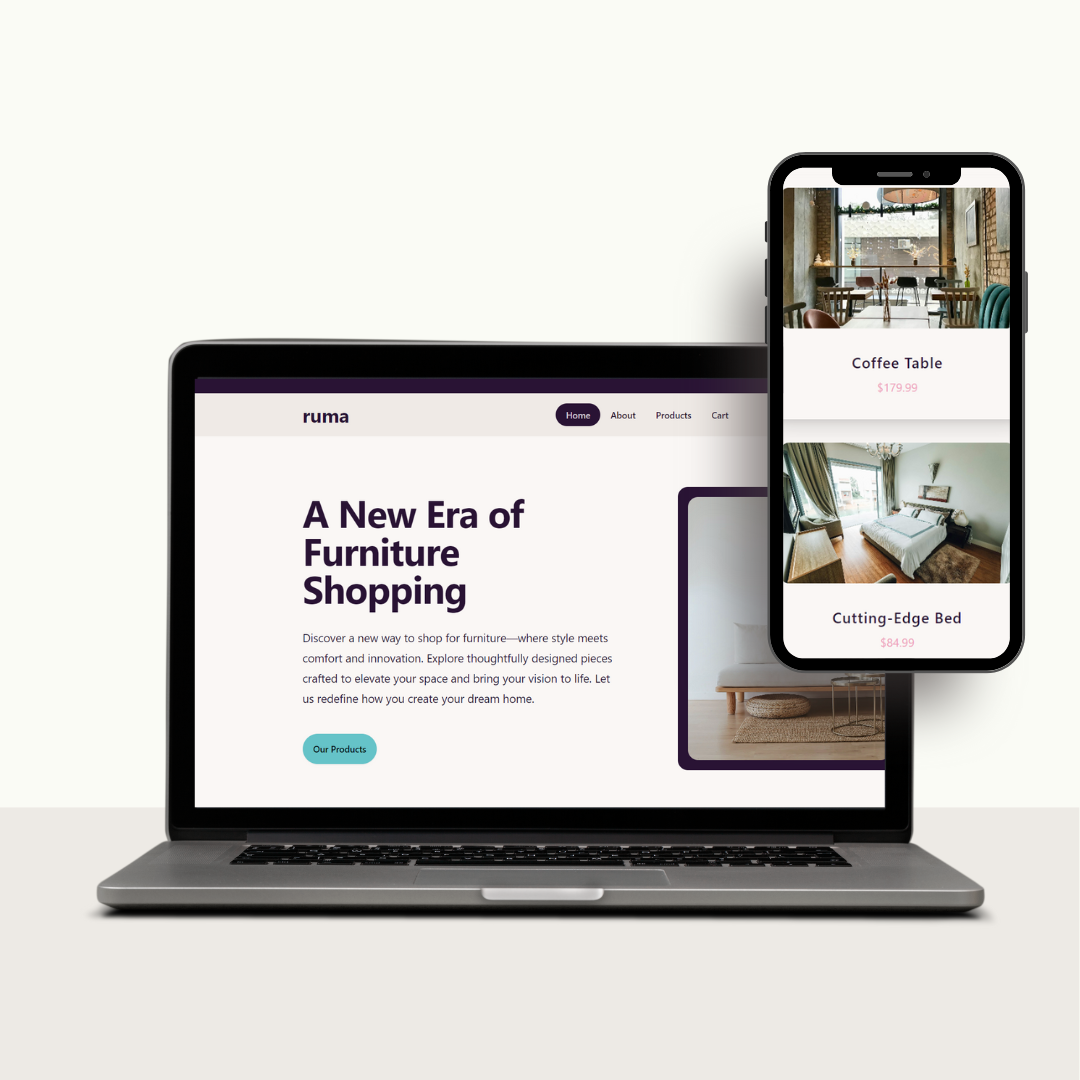 ruma
Home About Products Cart
A New Era of
Furniture
Shopping
Discover a new way to shop for furniture—where style meets
comfort and innovation. Explore thoughtfully designed pieces
crafted to elevate your space and bring your vision to life. Let
us redefine how you create your dream home.
Our Products
Coffee Table
$179.99
Cutting-Edge Bed
$84.99